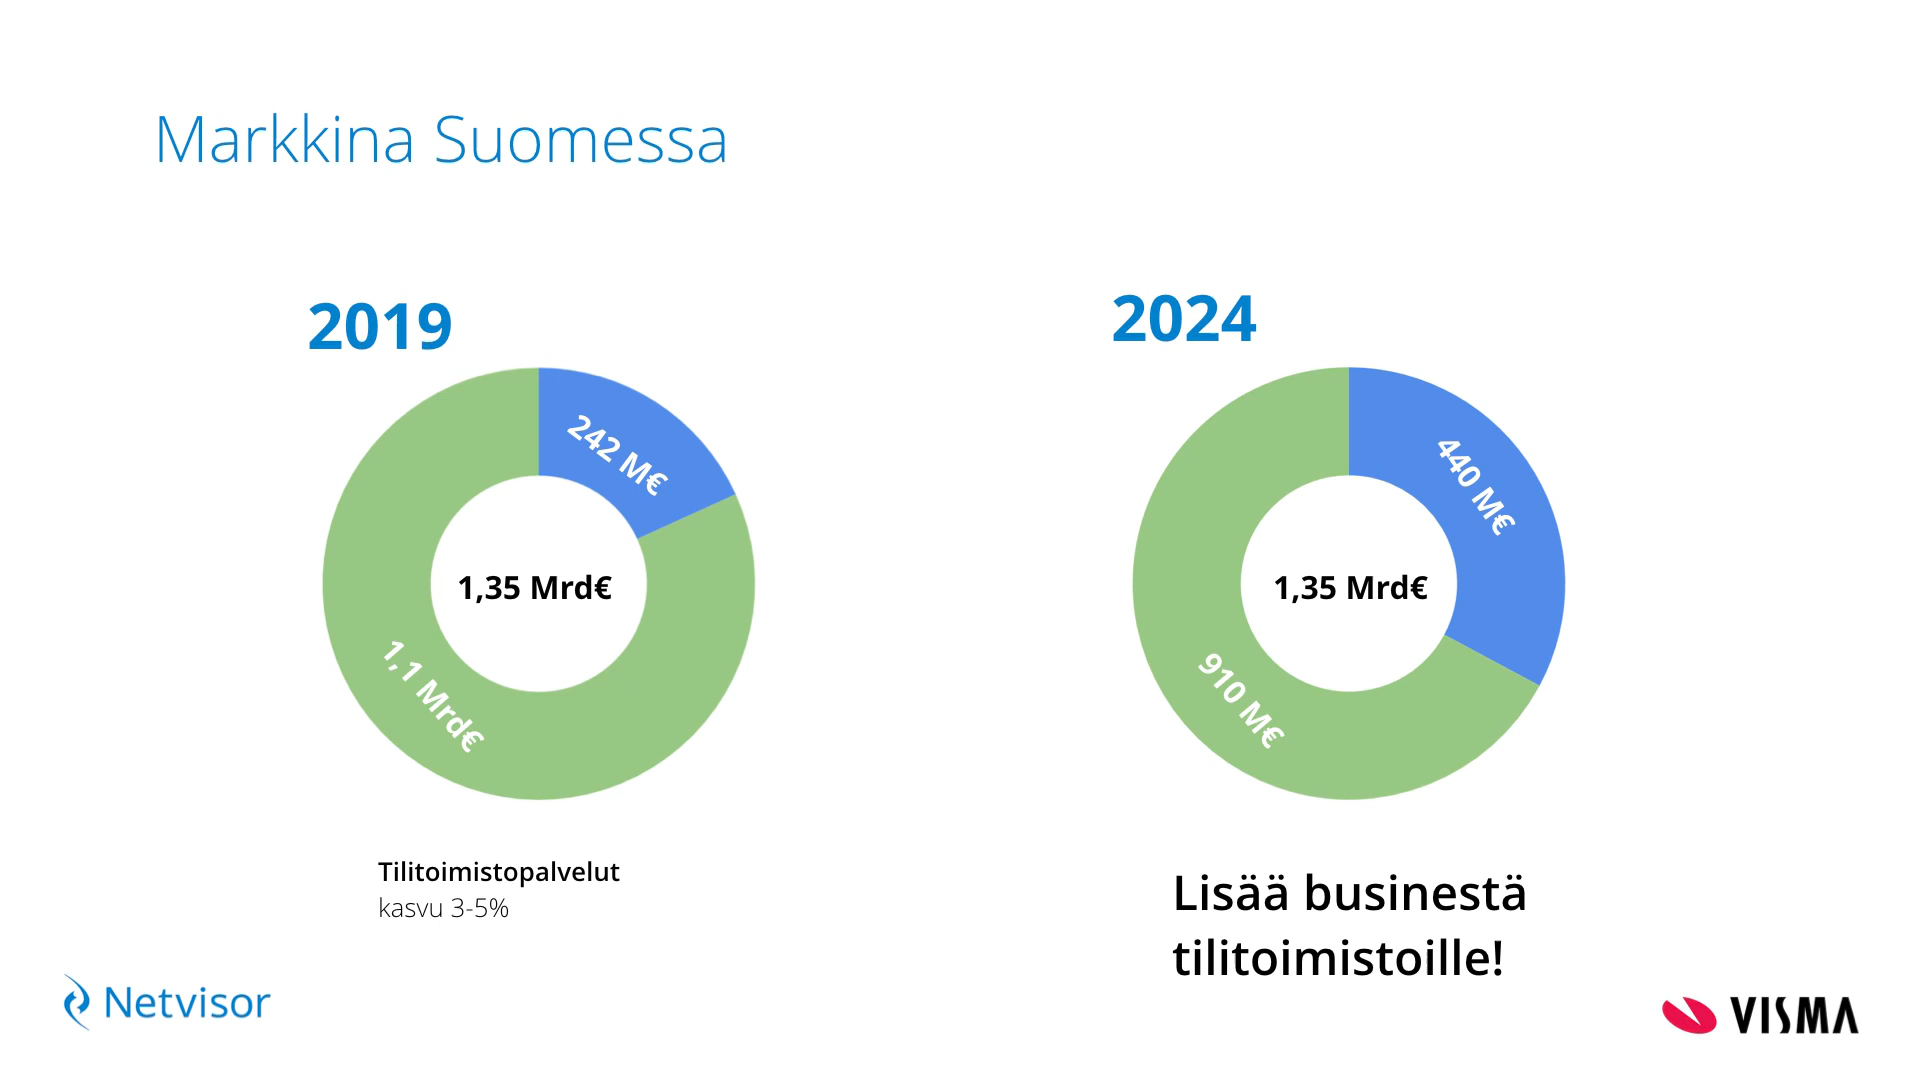 Markkina Suomessa
2019
242 M€
1,35 Mrd€
1,1 Mrd€
Tilitoimistopalvelut
kasvu 3-5%
2024
440 M€
1,35 Mrd€
910 M€
Lisää businestä
tilitoimistoille!
Netvisor
VISMA